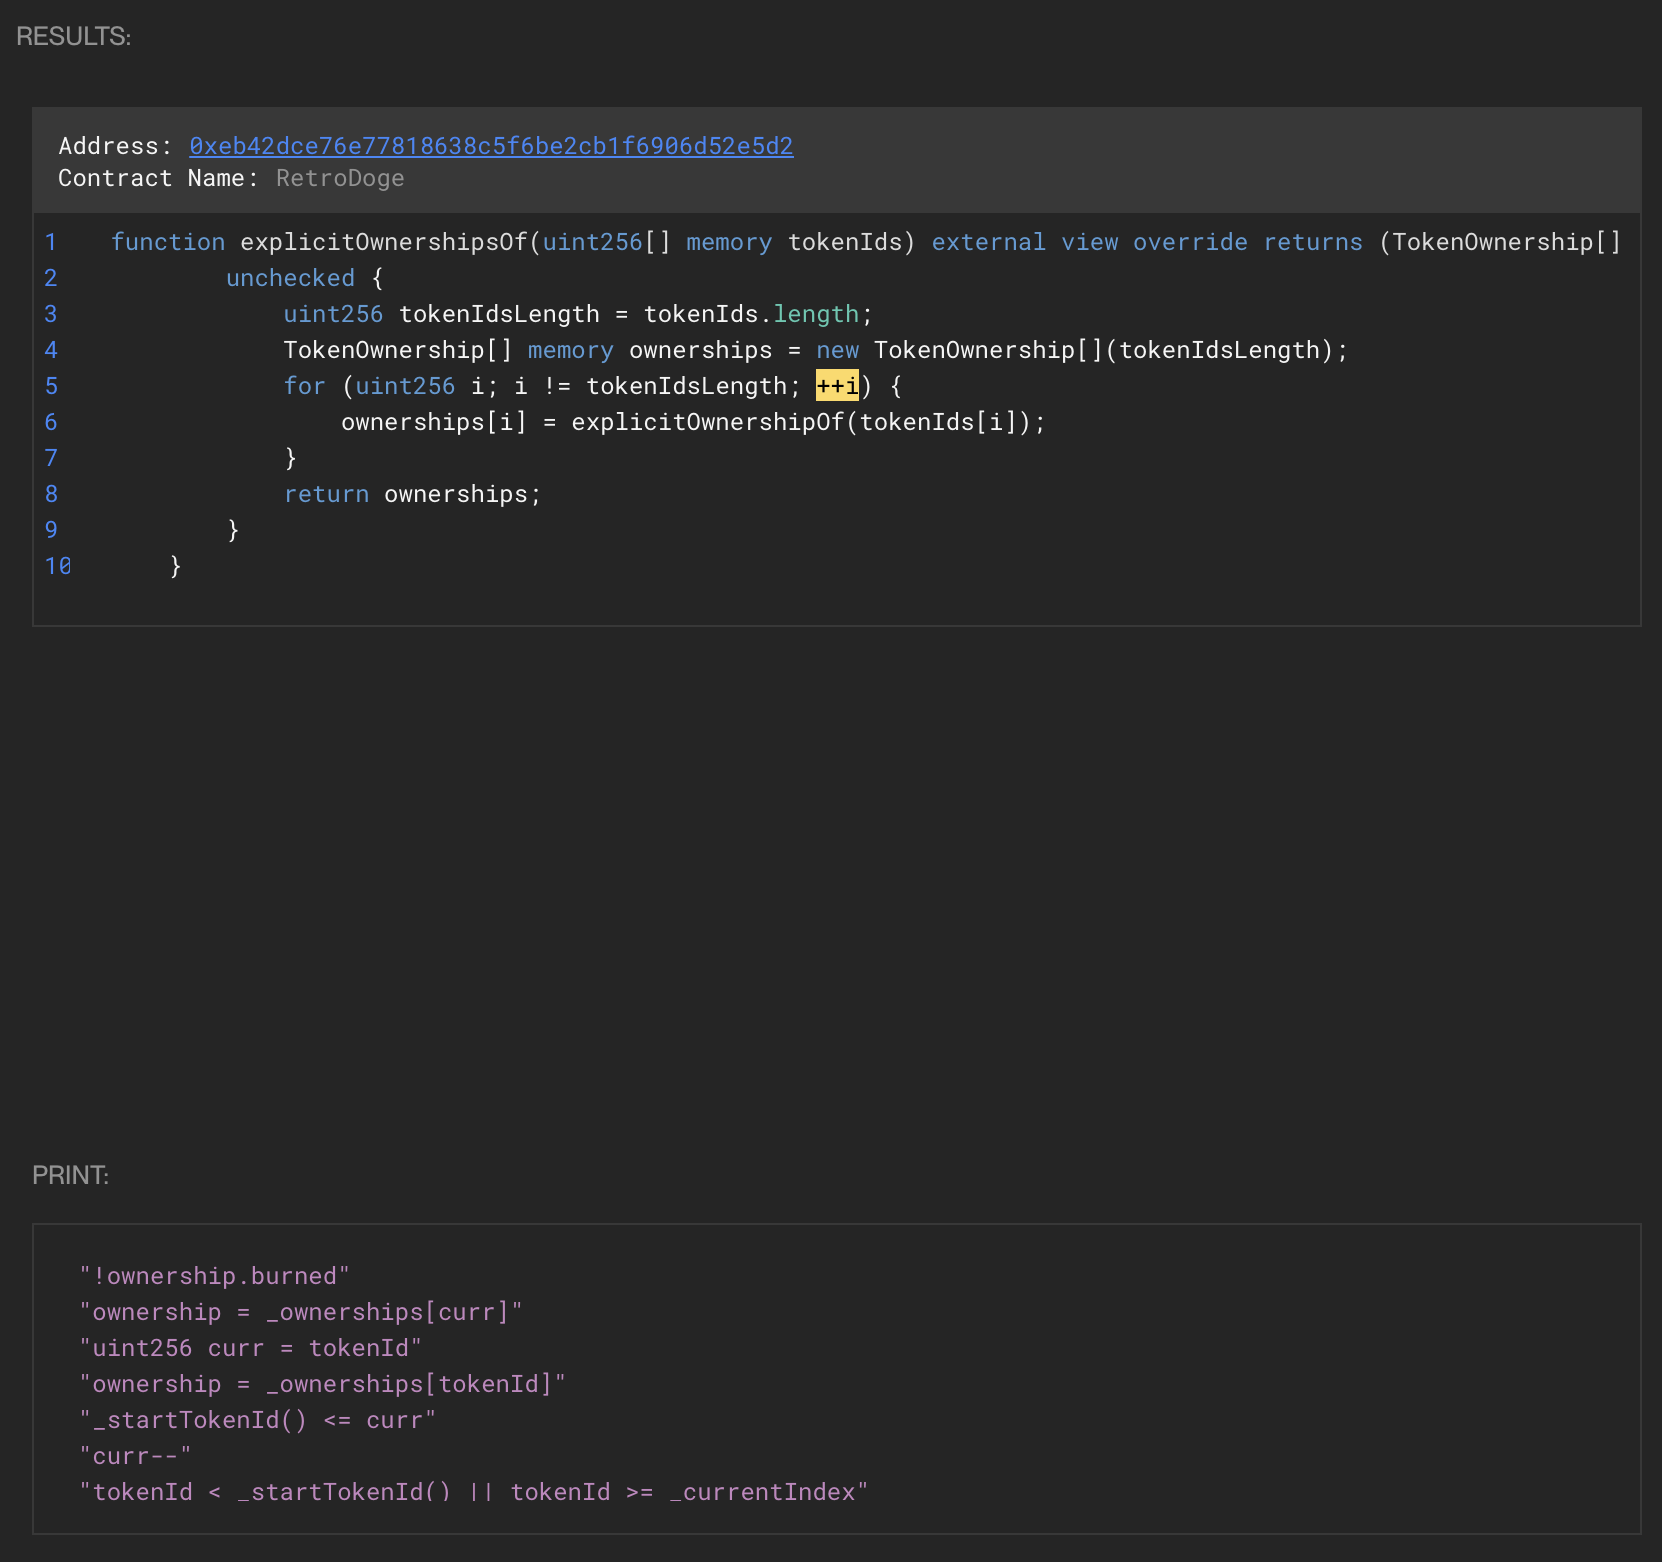 RESULTS:
Address: 0xeb42dce76e77818638c5f6be2cb1f6906d52e5d2
Contract Name: RetroDoge
1 function explicitOwnershipsOf(uint256[] memory tokenIds) external view override returns (TokenOwnership[]
2 unchecked {
3 uint256 tokenIdsLength = tokenIds.length;
4 TokenOwnership[] memory ownerships = new TokenOwnership[](tokenIdsLength);
5 for (uint256 i; i != tokenIdsLength; ++i) {
6 ownerships[i] = explicitOwnershipOf(tokenIds[i]);
7 }
8 return ownerships;
9 }
10 }
PRINT:
"!ownership.burned"
"ownership = _ownerships[curr]"
"uint256 curr = tokenId"
"ownership = _ownerships[tokenId]"
"_startTokenId() <= curr"
"curr--"
"tokenId < _startTokenId() || tokenId >= _currentIndex"